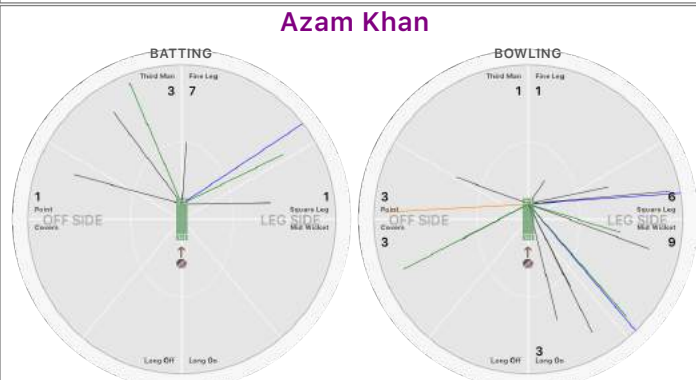 Azam Khan
BATTING
Third Man Fine Leg
3 7
1 1
Point Square Leg
OFF SIDE LEG SIDE
Covers Mid Wicket
Long Off Long On
BOWLING
Third Man Fine Leg
1 1
3 6
Point Square Leg
OFF SIDE LEG SIDE
Covers Mid Wicket
3 9
3
Long Off Long On